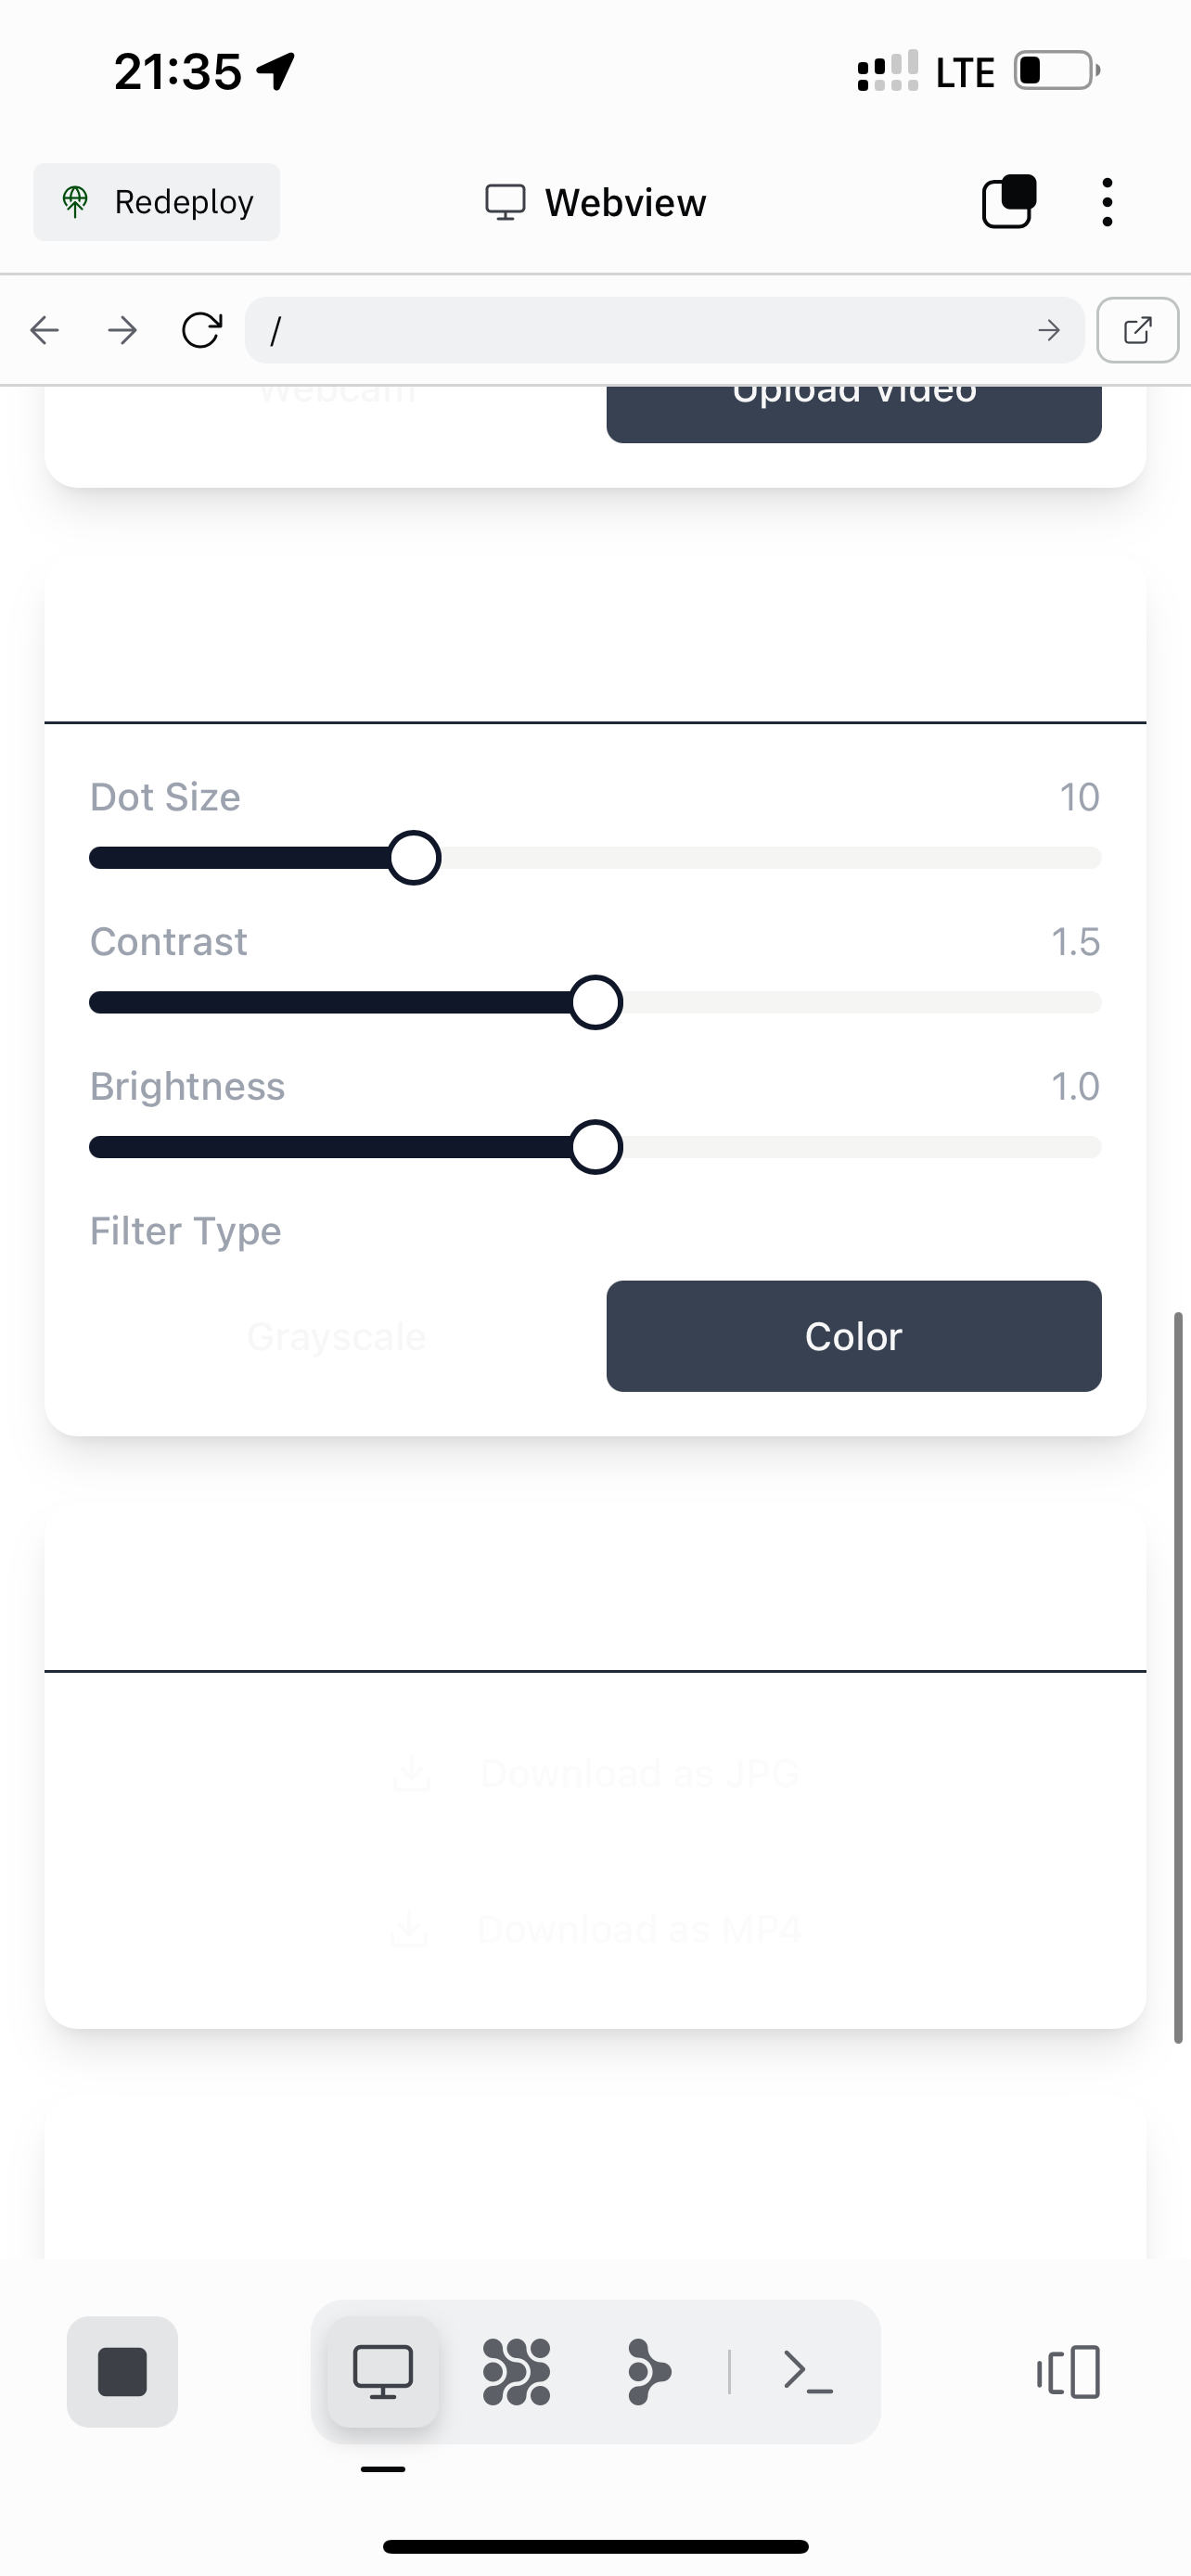 21:35 LTE
Redeploy Webview
/
Webcam Upload Video
Dot Size 10
Contrast 1.5
Brightness 1.0
Filter Type
Grayscale Color
Download as JPG
Download as MP4